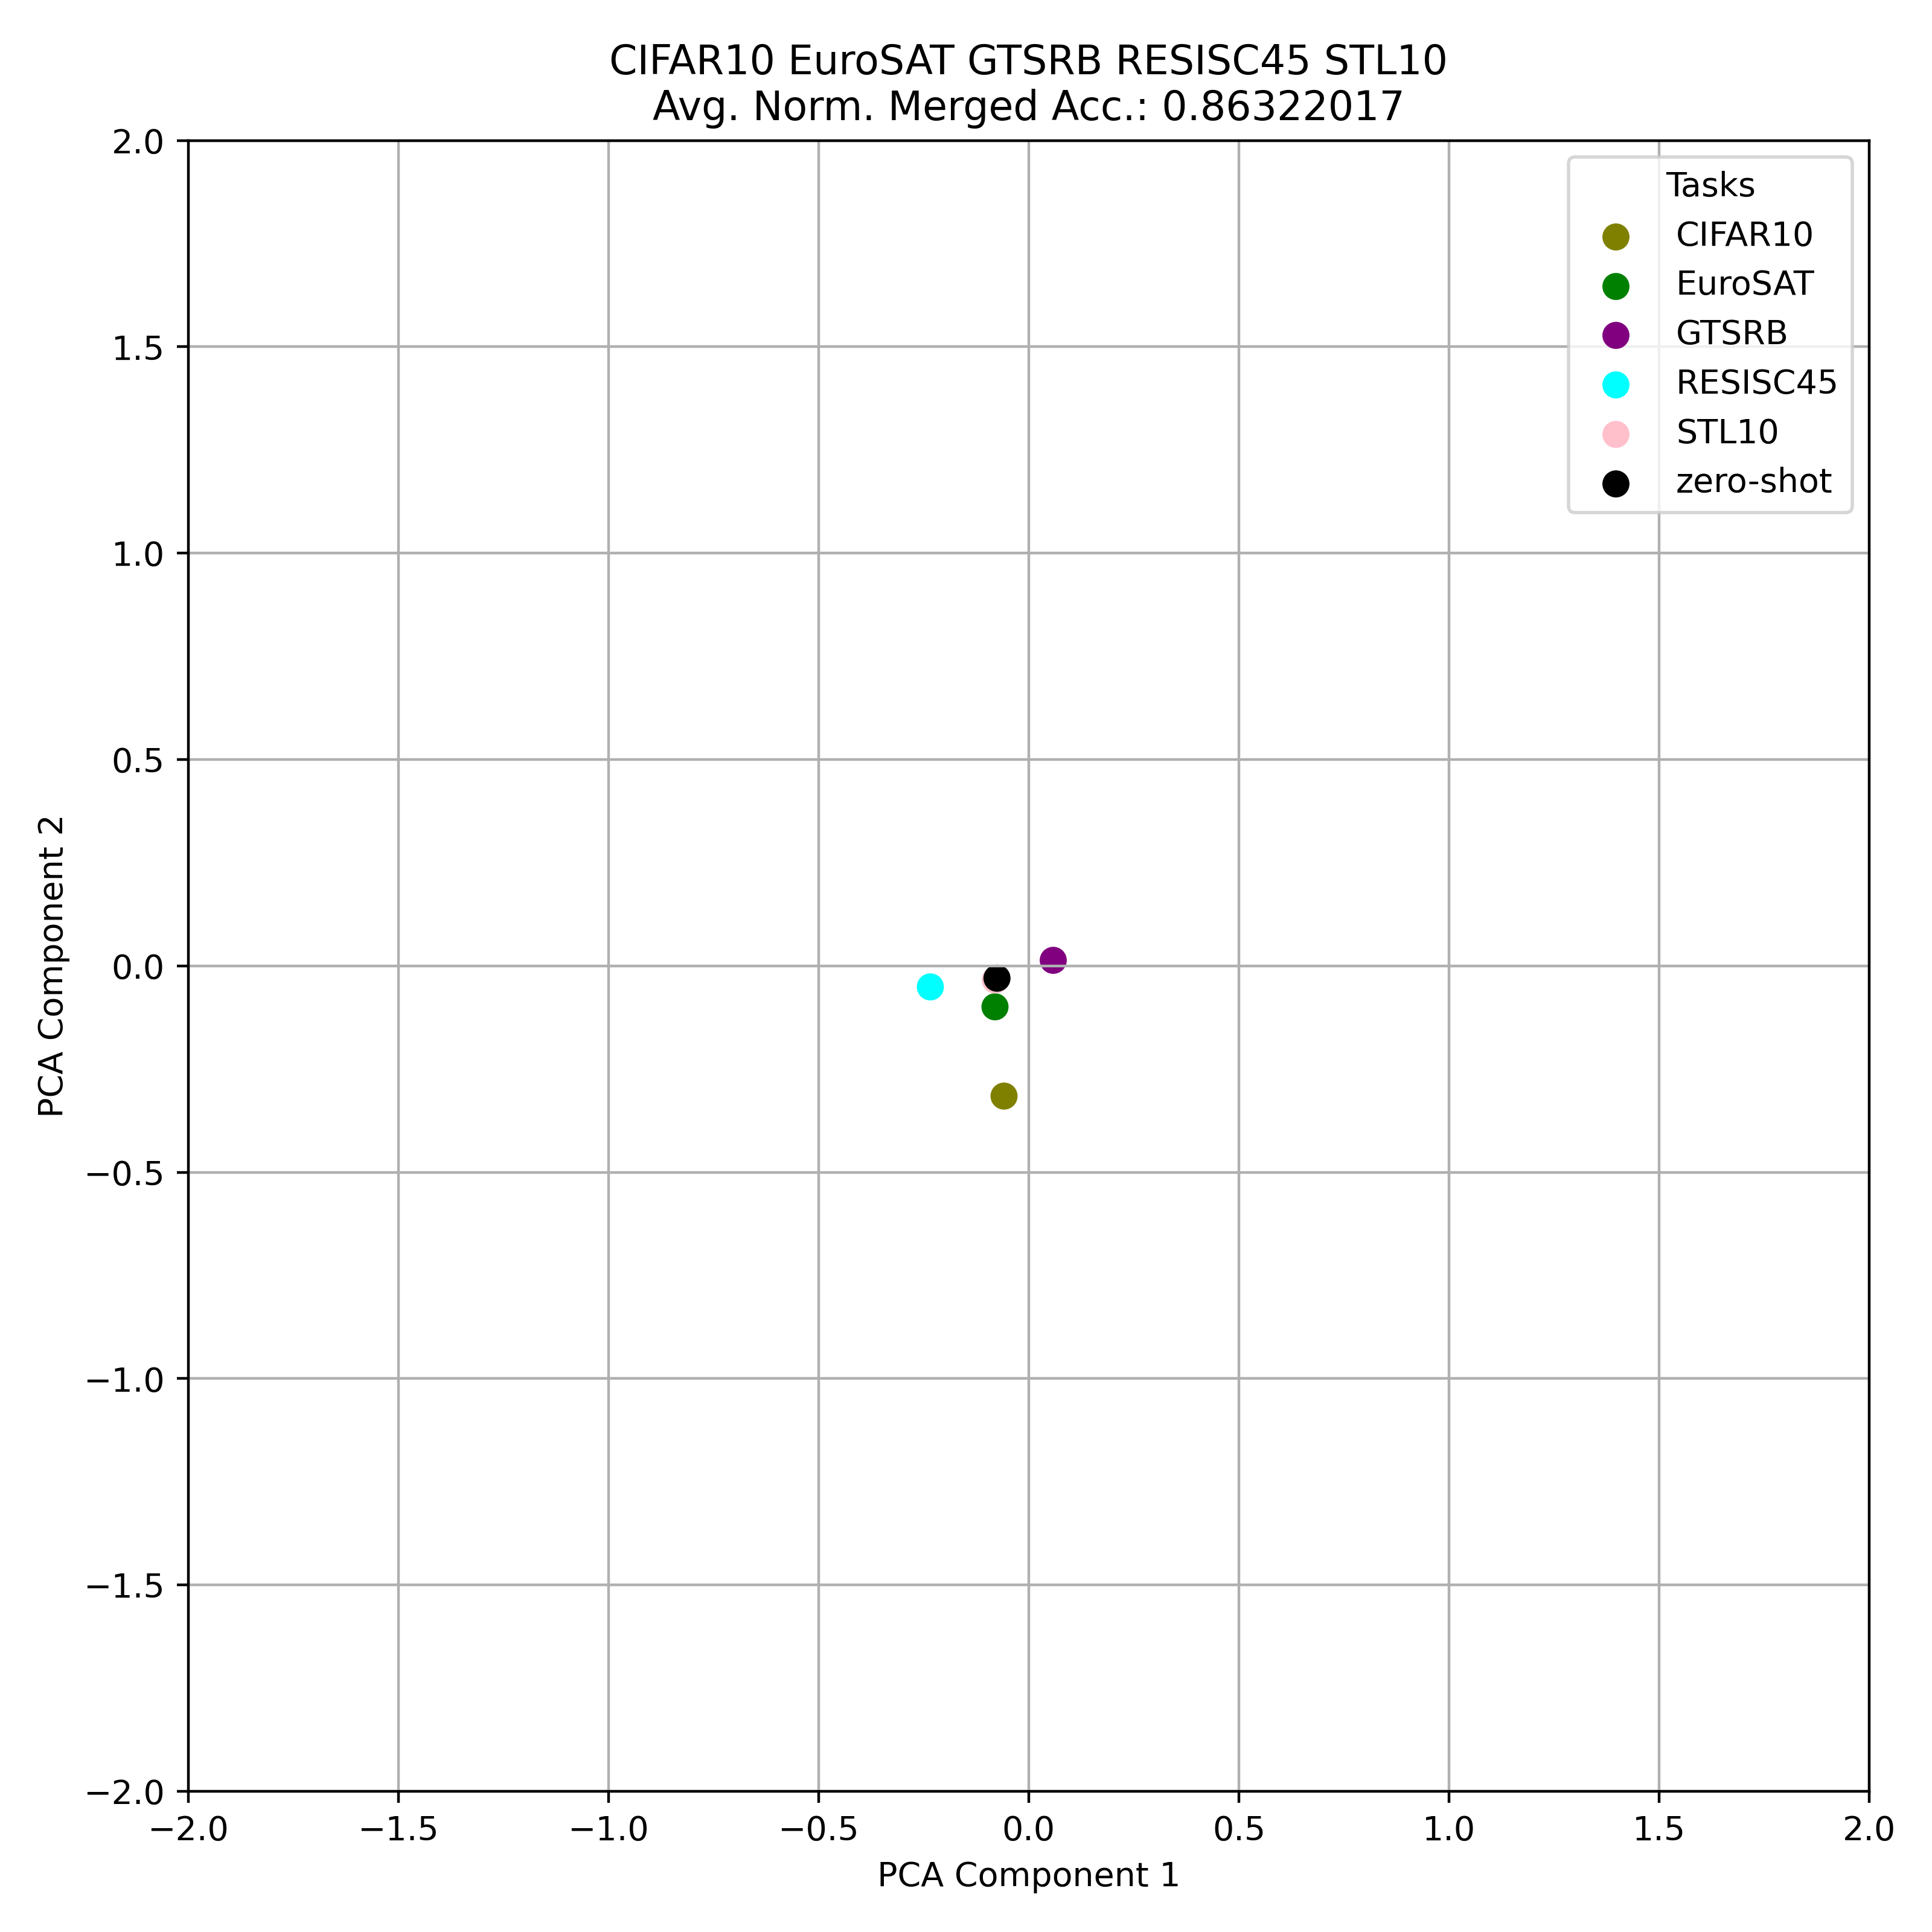 CIFAR10 EuroSAT GTSRB RESISC45 STL10
Avg. Norm. Merged Acc.: 0.86322017
Tasks
CIFAR10
EuroSAT
GTSRB
RESISC45
STL10
zero-shot
2.0
1.5
1.0
0.5
0.0
−0.5
−1.0
−1.5
−2.0
PCA Component 2
−2.0 −1.5 −1.0 −0.5 0.0 0.5 1.0 1.5 2.0
PCA Component 1